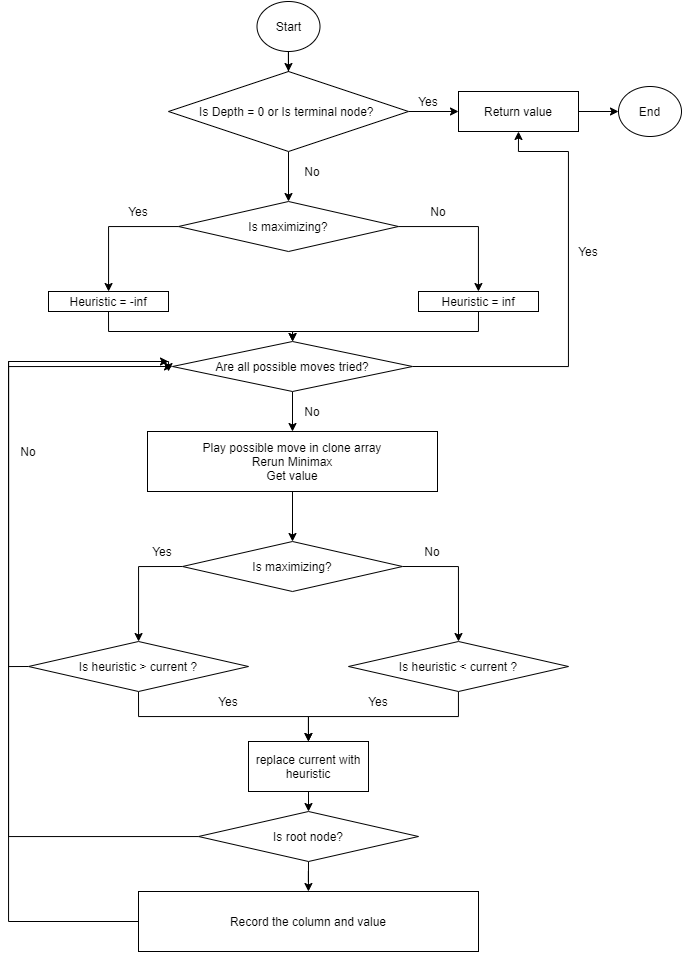 Start
Is Depth = 0 or Is terminal node?
Yes
Return value
End
No
Yes
Is maximizing?
No
Yes
Heuristic = -inf
Heuristic = inf
Are all possible moves tried?
No
No
Play possible move in clone array
Rerun Minimax
Get value
Yes
Is maximizing?
No
Is heuristic > current ?
Is heuristic < current ?
Yes
Yes
replace current with
heuristic
Is root node?
Record the column and value